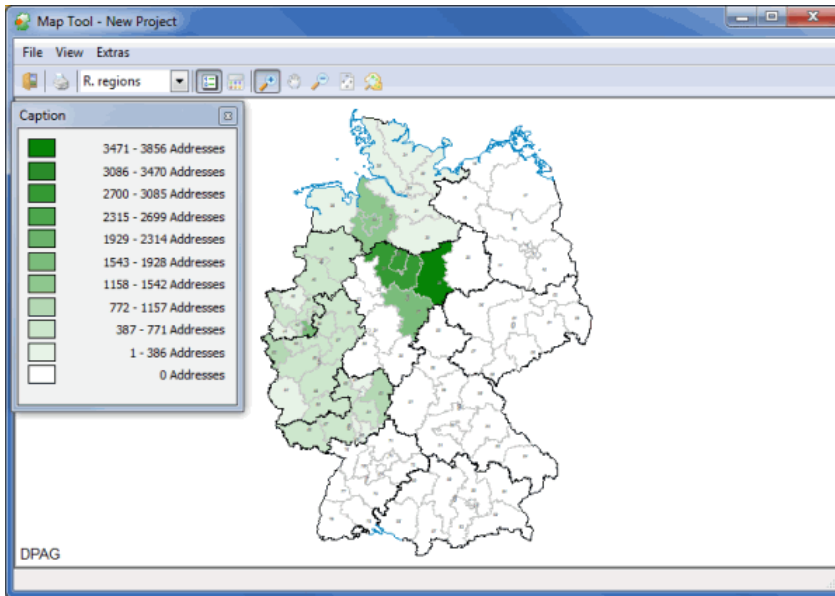 Map Tool - New Project
File View Extras
R. regions
Caption
3471 - 3856 Addresses
3086 - 3470 Addresses
2700 - 3085 Addresses
2315 - 2699 Addresses
1929 - 2314 Addresses
1543 - 1928 Addresses
1158 - 1542 Addresses
772 - 1157 Addresses
387 - 771 Addresses
1 - 386 Addresses
0 Addresses
DPAG